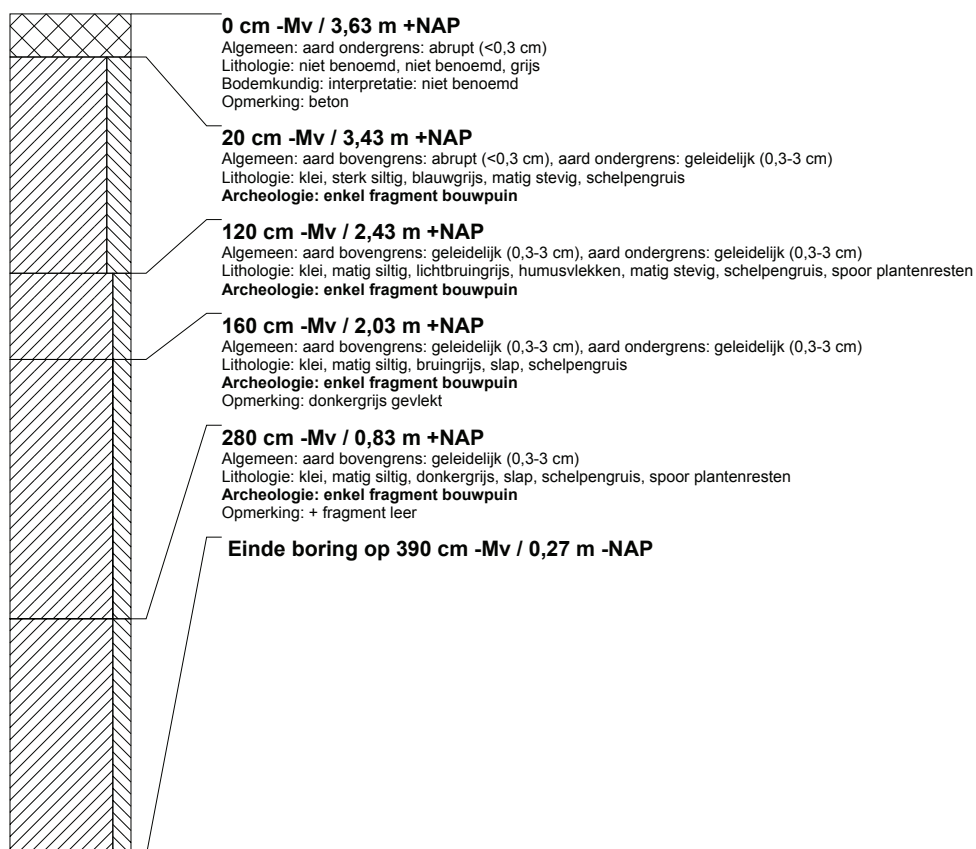 0 cm -Mv / 3,63 m +NAP
Algemeen: aard ondergrens: abrupt (<0,3 cm)
Lithologie: niet benoemd, niet benoemd, grijs
Bodemkundig: interpretatie: niet benoemd
Opmerking: beton
20 cm -Mv / 3,43 m +NAP
Algemeen: aard bovengrens: abrupt (<0,3 cm), aard ondergrens: geleidelijk (0,3-3 cm)
Lithologie: klei, sterk siltig, blauwgrijs, matig stevig, schelpengruis
Archeologie: enkel fragment bouwpuin
120 cm -Mv / 2,43 m +NAP
Algemeen: aard bovengrens: geleidelijk (0,3-3 cm), aard ondergrens: geleidelijk (0,3-3 cm)
Lithologie: klei, matig siltig, lichtbruingrijs, humusvlekken, matig stevig, schelpengruis, spoor plantenresten
Archeologie: enkel fragment bouwpuin
160 cm -Mv / 2,03 m +NAP
Algemeen: aard bovengrens: geleidelijk (0,3-3 cm), aard ondergrens: geleidelijk (0,3-3 cm)
Lithologie: klei, matig siltig, bruingrijs, slap, schelpengruis
Archeologie: enkel fragment bouwpuin
Opmerking: donkergrijs gevlekt
280 cm -Mv / 0,83 m +NAP
Algemeen: aard bovengrens: geleidelijk (0,3-3 cm)
Lithologie: klei, matig siltig, donkergrijs, slap, schelpengruis, spoor plantenresten
Archeologie: enkel fragment bouwpuin
Opmerking: + fragment leer
Einde boring op 390 cm -Mv / 0,27 m -NAP